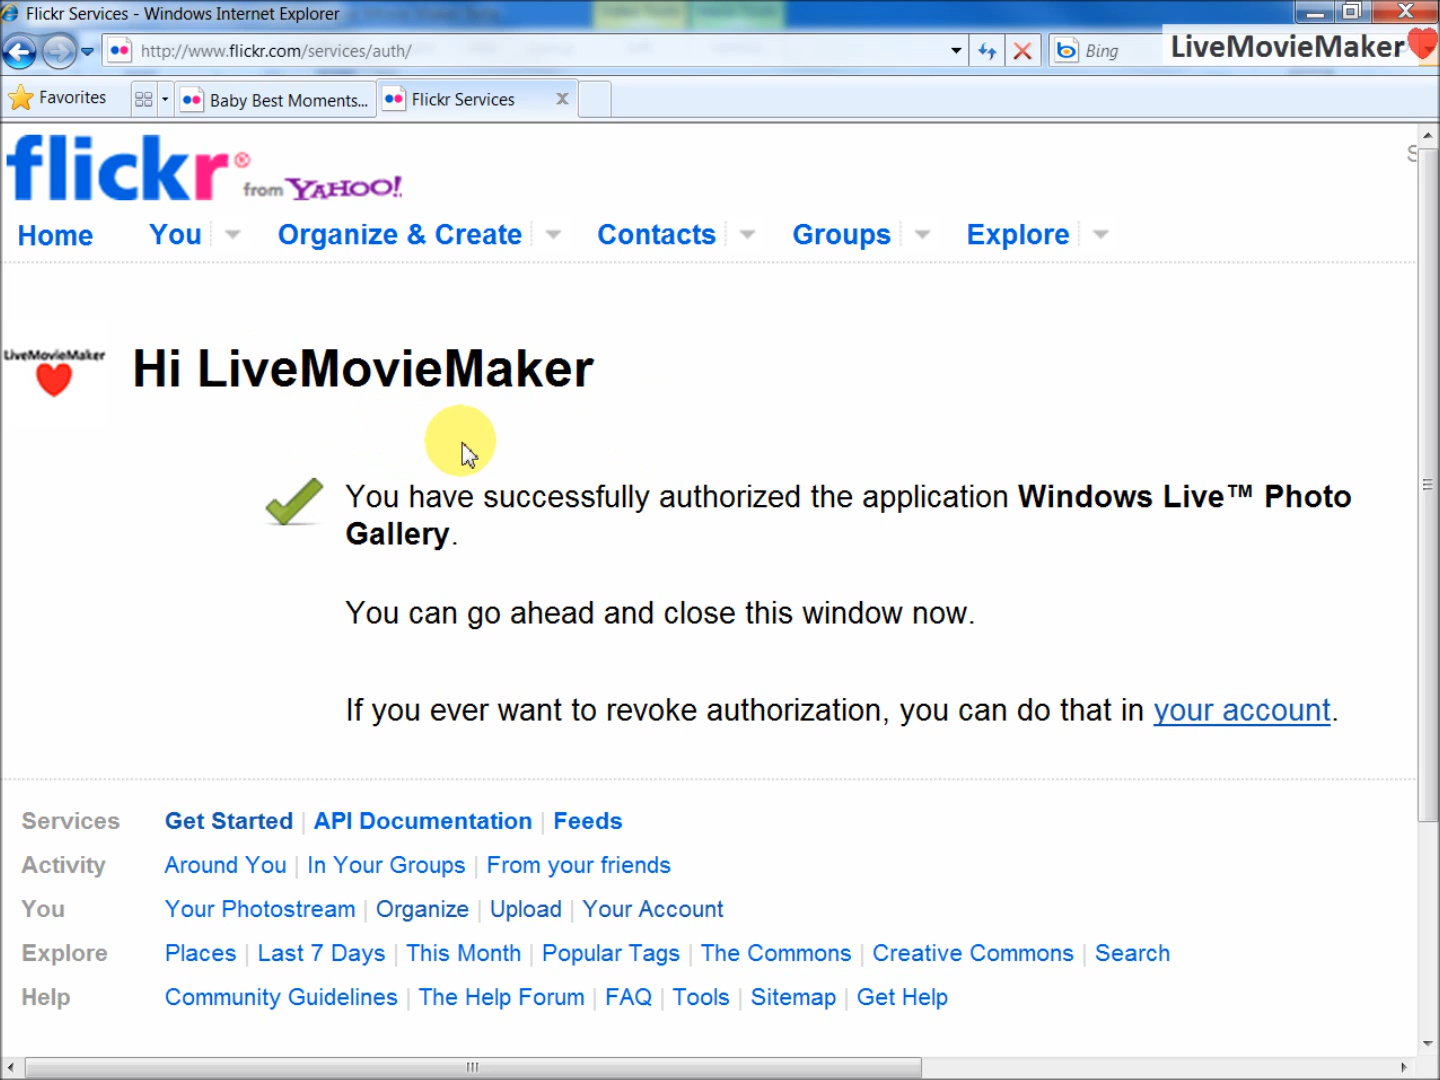 Flickr Services - Windows Internet Explorer
http://www.flickr.com/services/auth/
Bing
LiveMovieMaker
Favorites
Baby Best Moments...
Flickr Services
flickr® from YAHOO!
Home You Organize & Create Contacts Groups Explore
LiveMovieMaker
Hi LiveMovieMaker
You have successfully authorized the application Windows Live™ Photo
Gallery.
You can go ahead and close this window now.
If you ever want to revoke authorization, you can do that in your account.
Services Get Started | API Documentation | Feeds
Activity Around You | In Your Groups | From your friends
You Your Photostream | Organize | Upload | Your Account
Explore Places | Last 7 Days | This Month | Popular Tags | The Commons | Creative Commons | Search
Help Community Guidelines | The Help Forum | FAQ | Tools | Sitemap | Get Help